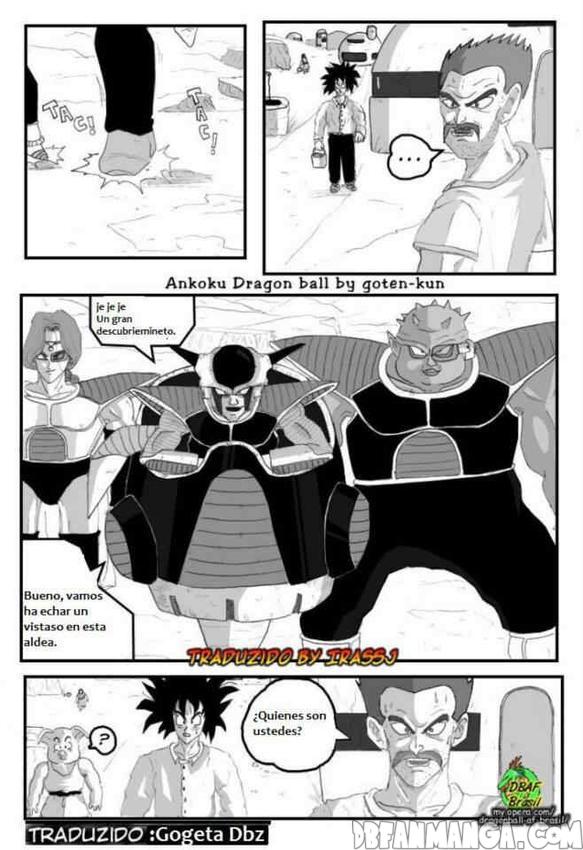 TAC!
TAC!
...
Ankoku Dragon ball by goten-kun
je je je
Un gran
descubriemineto.
Bueno, vamos
ha echar un
vistaso en esta
aldea.
TRADUZIDO BY IRASSJ
?
¿Quienes son
ustedes?
DBAF
Brasil
my.opera.com/
dragonball-af-brasil/
TRADUZIDO :Gogeta Dbz
DBFANMANGA.COM